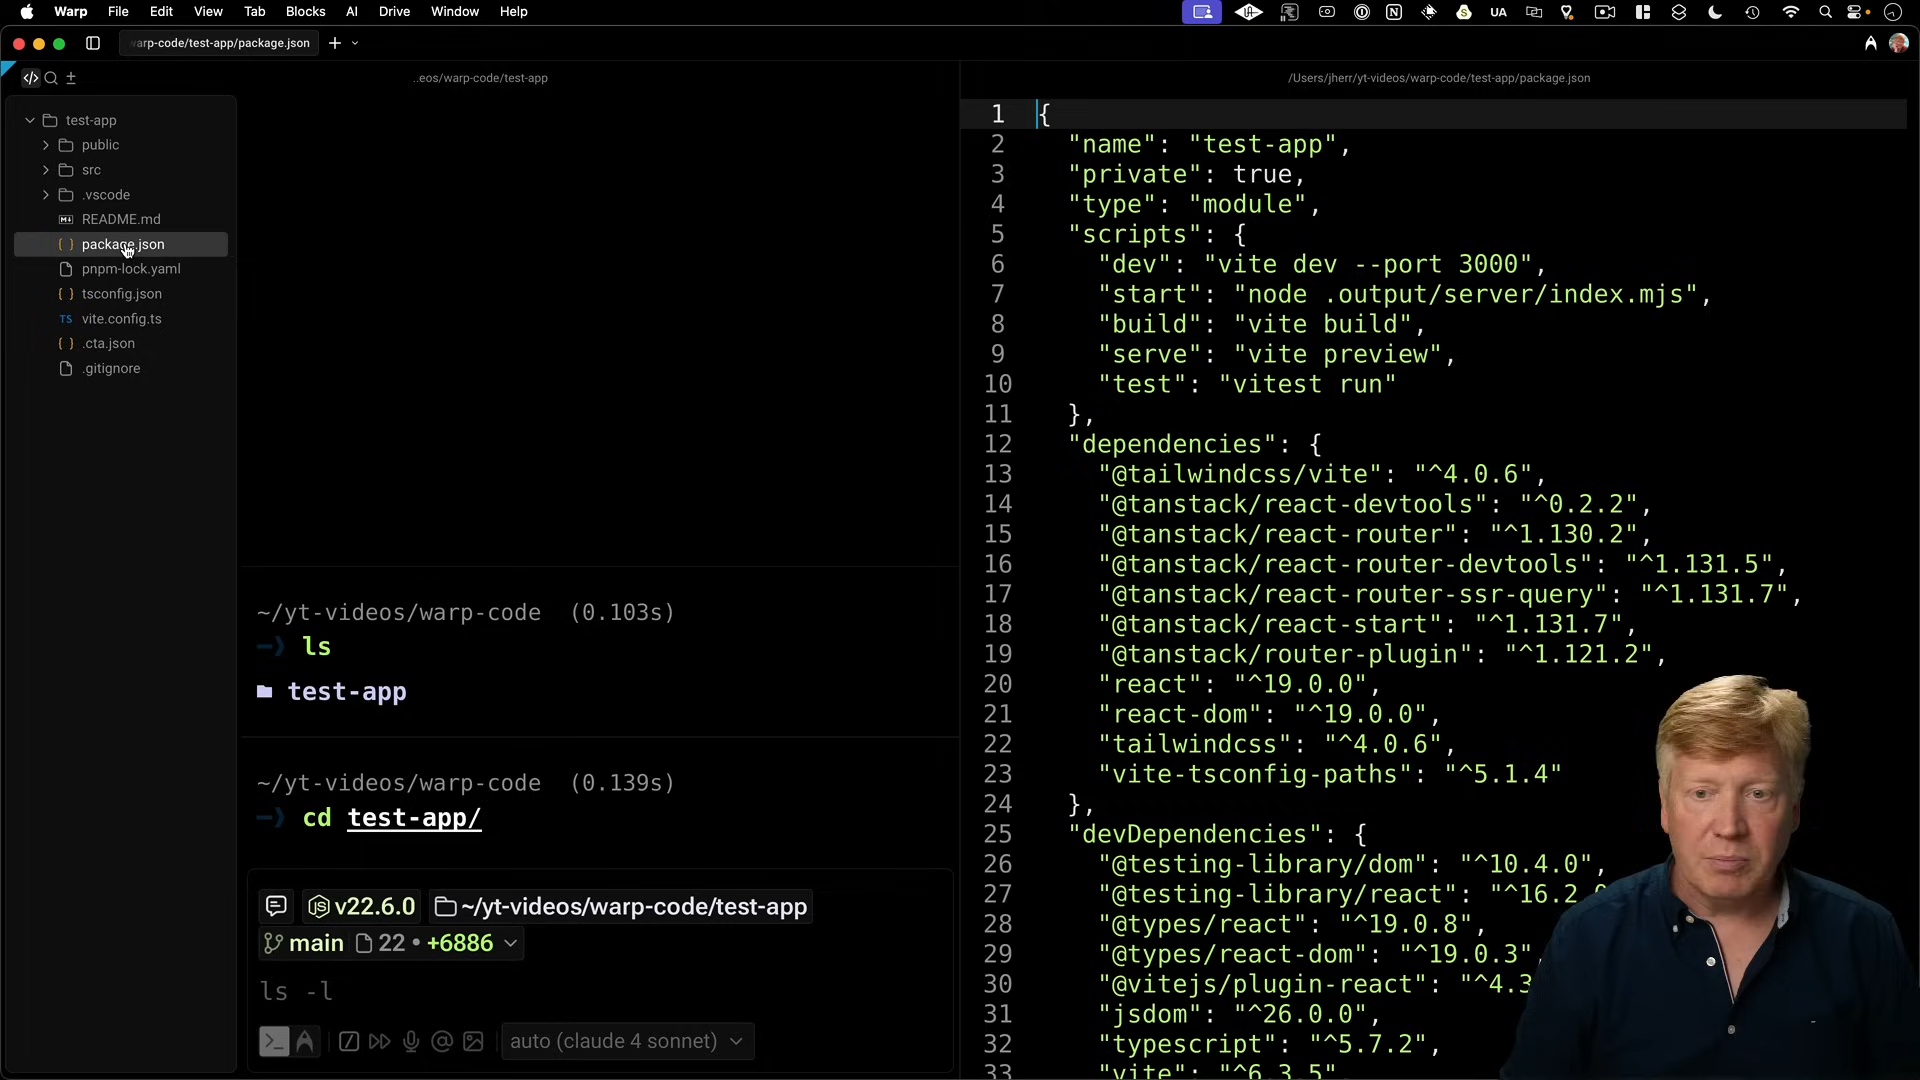 Warp File Edit View Tab Blocks AI Drive Window Help
UA
warp-code/test-app/package.json
..eos/warp-code/test-app
/Users/jherr/yt-videos/warp-code/test-app/package.json
test-app
public
src
.vscode
README.md
package.json
pnpm-lock.yaml
tsconfig.json
TS vite.config.ts
.cta.json
.gitignore
~/yt-videos/warp-code (0.103s)
ls
test-app
~/yt-videos/warp-code (0.139s)
cd test-app/
v22.6.0 ~/yt-videos/warp-code/test-app
main 22 • +6886
ls -l
auto (claude 4 sonnet)
1 {
2 "name": "test-app",
3 "private": true,
4 "type": "module",
5 "scripts": {
6 "dev": "vite dev --port 3000",
7 "start": "node .output/server/index.mjs",
8 "build": "vite build",
9 "serve": "vite preview",
10 "test": "vitest run"
11 },
12 "dependencies": {
13 "@tailwindcss/vite": "^4.0.6",
14 "@tanstack/react-devtools": "^0.2.2",
15 "@tanstack/react-router": "^1.130.2",
16 "@tanstack/react-router-devtools": "^1.131.5",
17 "@tanstack/react-router-ssr-query": "^1.131.7",
18 "@tanstack/react-start": "^1.131.7",
19 "@tanstack/router-plugin": "^1.121.2",
20 "react": "^19.0.0",
21 "react-dom": "^19.0.0",
22 "tailwindcss": "^4.0.6",
23 "vite-tsconfig-paths": "^5.1.4"
24 },
25 "devDependencies": {
26 "@testing-library/dom": "^10.4.0",
27 "@testing-library/react": "^16.2.0
28 "@types/react": "^19.0.8",
29 "@types/react-dom": "^19.0.3",
30 "@vitejs/plugin-react": "^4.3
31 "jsdom": "^26.0.0",
32 "typescript": "^5.7.2",
33 "vite": "^6.3.5"